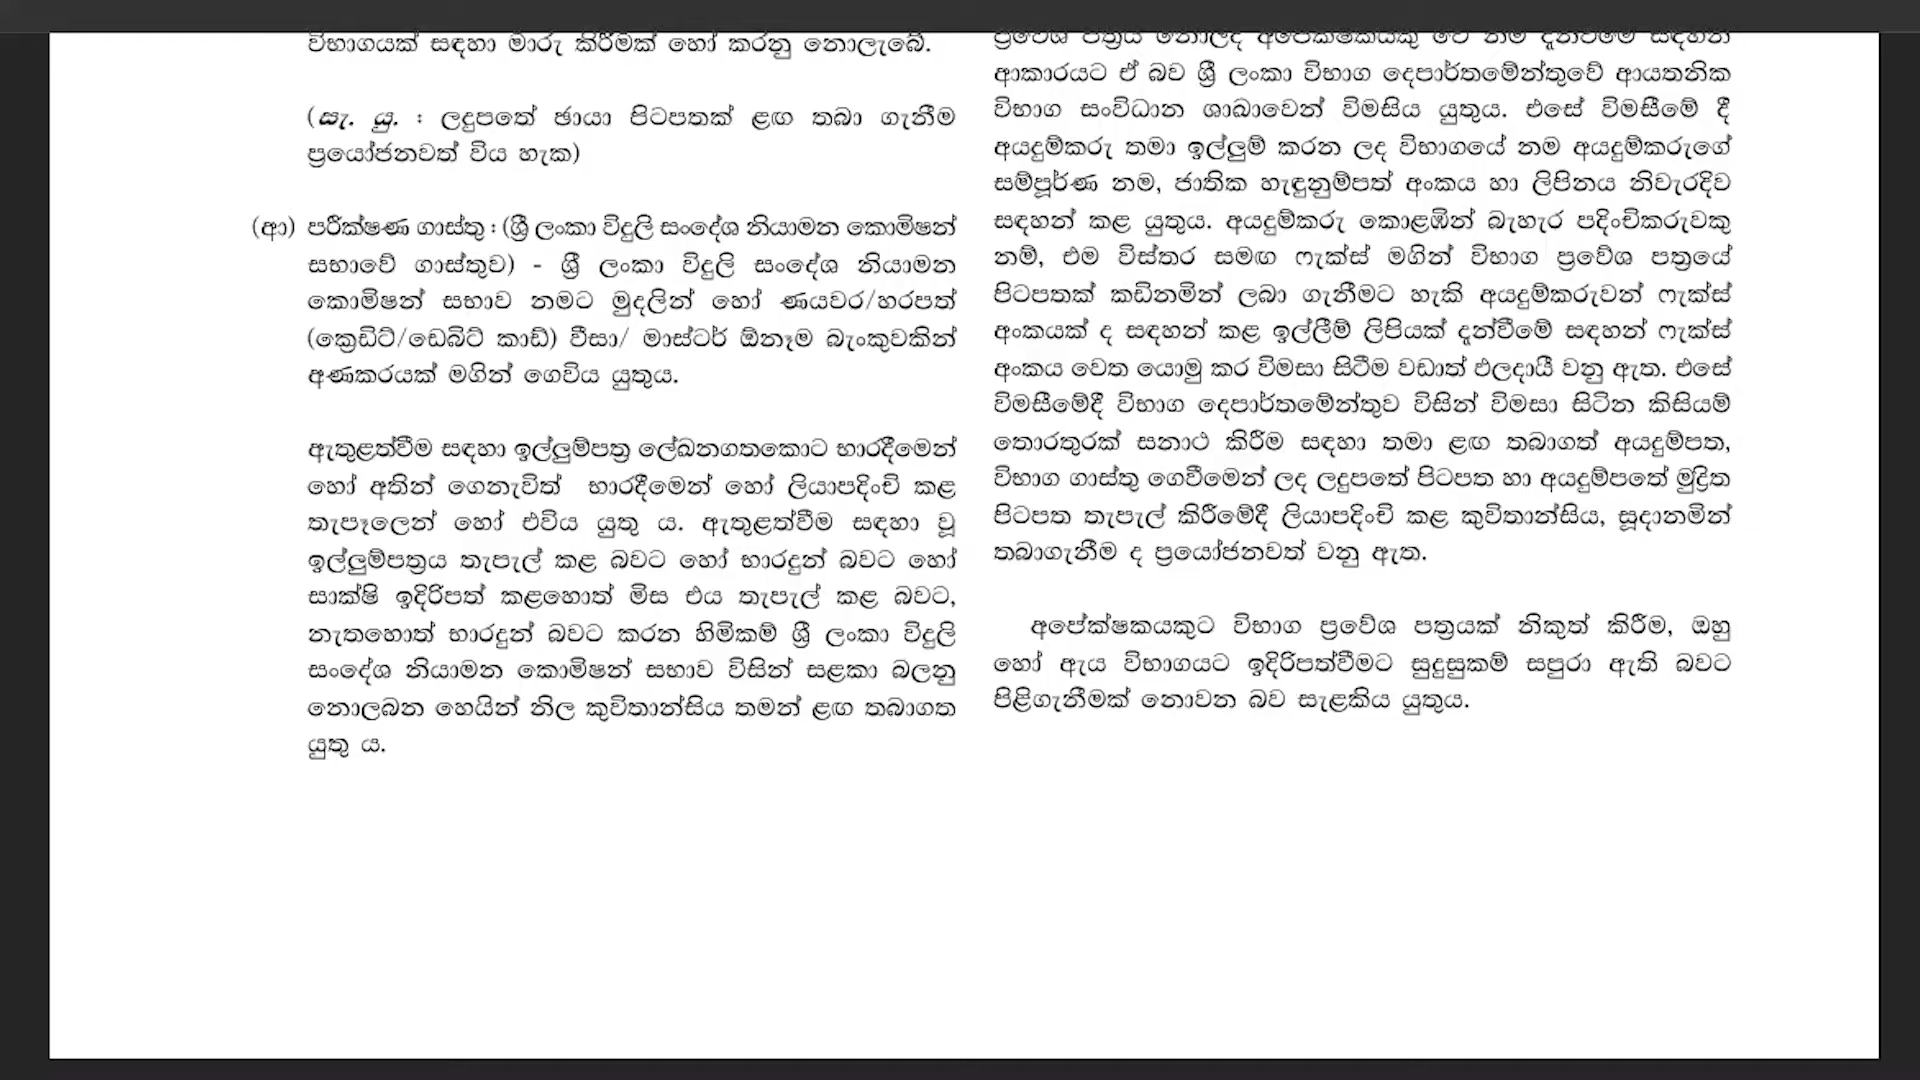 විභාගයක් සඳහා මාරු කිරීමක් හෝ කරනු නොලැබේ.
(සැ. යු. : ලදුපතේ ඡායා පිටපතක් ළඟ තබා ගැනීම
ප්‍රයෝජනවත් විය හැක)
(ආ) පරීක්ෂණ ගාස්තු : (ශ්‍රී ලංකා විදුලි සංදේශ නියාමන කොමිෂන්
සභාවේ ගාස්තුව) - ශ්‍රී ලංකා විදුලි සංදේශ නියාමන
කොමිෂන් සභාව නමට මුදලින් හෝ ණයවර/හරපත්
(ක්‍රෙඩිට්/ඩෙබිට් කාඩ්) වීසා/ මාස්ටර් ඕනෑම බැංකුවකින්
අණකරයක් මගින් ගෙවිය යුතුය.
ඇතුළත්වීම සඳහා ඉල්ලුම්පත්‍ර ලේඛනගතකොට භාරදීමෙන්
හෝ අතින් ගෙනැවිත් භාරදීමෙන් හෝ ලියාපදිංචි කළ
තැපෑලෙන් හෝ එවිය යුතු ය. ඇතුළත්වීම සඳහා වූ
ඉල්ලුම්පත්‍රය තැපැල් කළ බවට හෝ භාරදුන් බවට හෝ
සාක්ෂි ඉදිරිපත් කළහොත් මිස එය තැපැල් කළ බවට,
නැතහොත් භාරදුන් බවට කරන හිමිකම් ශ්‍රී ලංකා විදුලි
සංදේශ නියාමන කොමිෂන් සභාව විසින් සළකා බලනු
නොලබන හෙයින් නිල කුවිතාන්සිය තමන් ළඟ තබාගත
යුතු ය.
ප්‍රවේශ පත්‍රය නොලද අපේක්ෂකයකු වේ නම් දැන්වීමේ සඳහන්
ආකාරයට ඒ බව ශ්‍රී ලංකා විභාග දෙපාර්තමේන්තුවේ ආයතනික
විභාග සංවිධාන ශාඛාවෙන් විමසිය යුතුය. එසේ විමසීමේ දී
අයදුම්කරු තමා ඉල්ලුම් කරන ලද විභාගයේ නම අයදුම්කරුගේ
සම්පූර්ණ නම, ජාතික හැඳුනුම්පත් අංකය හා ලිපිනය නිවැරදිව
සඳහන් කළ යුතුය. අයදුම්කරු කොළඹින් බැහැර පදිංචිකරුවකු
නම්, එම විස්තර සමඟ ෆැක්ස් මගින් විභාග ප්‍රවේශ පත්‍රයේ
පිටපතක් කඩිනමින් ලබා ගැනීමට හැකි අයදුම්කරුවන් ෆැක්ස්
අංකයක් ද සඳහන් කළ ඉල්ලීම් ලිපියක් දැන්වීමේ සඳහන් ෆැක්ස්
අංකය වෙත යොමු කර විමසා සිටීම වඩාත් ඵලදායී වනු ඇත. එසේ
විමසීමේදී විභාග දෙපාර්තමේන්තුව විසින් විමසා සිටින කිසියම්
තොරතුරක් සනාථ කිරීම සඳහා තමා ළඟ තබාගත් අයදුම්පත,
විභාග ගාස්තු ගෙවීමෙන් ලද ලදුපතේ පිටපත හා අයදුම්පතේ මුද්‍රිත
පිටපත තැපැල් කිරීමේදී ලියාපදිංචි කළ කුවිතාන්සිය, සූදානමින්
තබාගැනීම ද ප්‍රයෝජනවත් වනු ඇත.
අපේක්ෂකයකුට විභාග ප්‍රවේශ පත්‍රයක් නිකුත් කිරීම, ඔහු
හෝ ඇය විභාගයට ඉදිරිපත්වීමට සුදුසුකම් සපුරා ඇති බවට
පිළිගැනීමක් නොවන බව සැළකිය යුතුය.